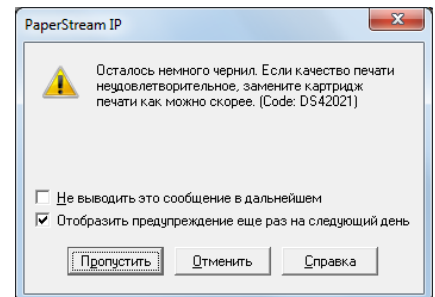 PaperStream IP
Осталось немного чернил. Если качество печати
неудовлетворительное, замените картридж
печати как можно скорее. (Code: DS42021)
Не выводить это сообщение в дальнейшем
Отобразить предупреждение еще раз на следующий день
Пропустить Отменить Справка